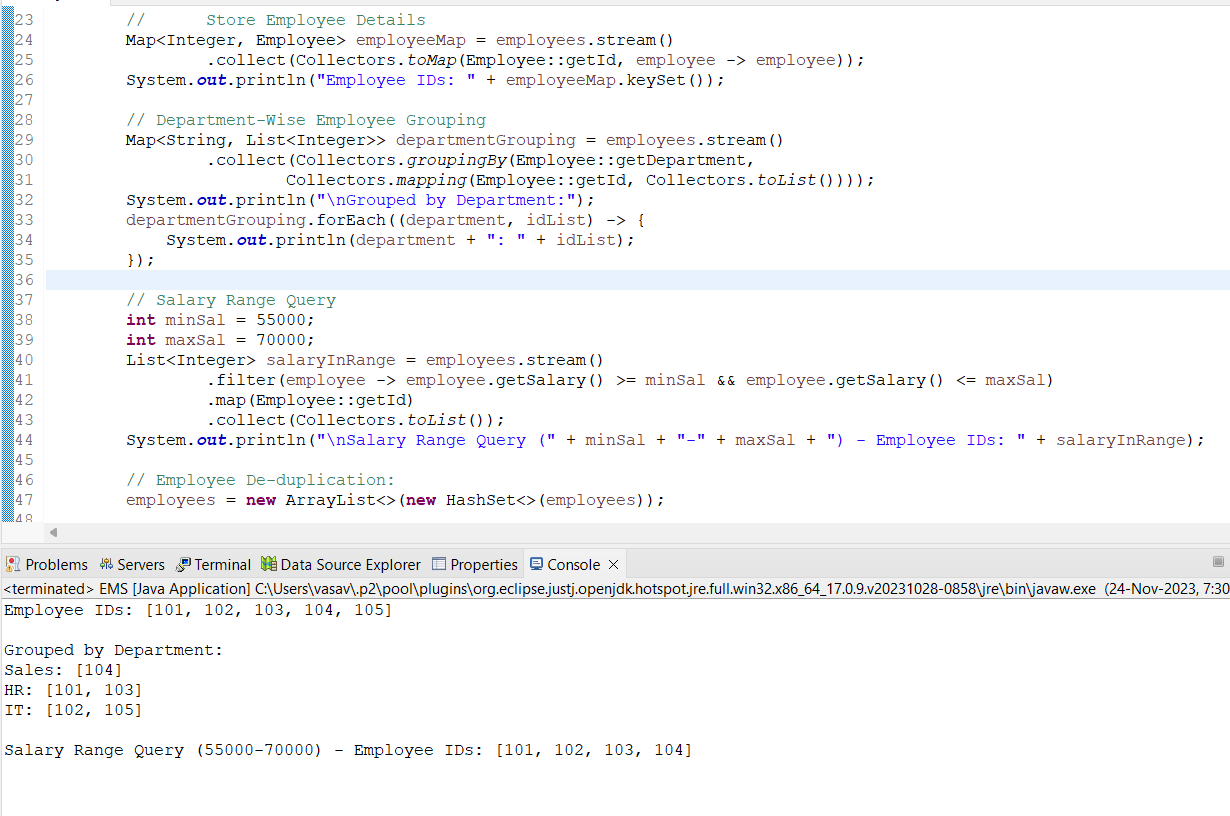 23 //      Store Employee Details
24 Map<Integer, Employee> employeeMap = employees.stream()
25 .collect(Collectors.toMap(Employee::getId, employee -> employee));
26 System.out.println("Employee IDs: " + employeeMap.keySet());
27
28 // Department-Wise Employee Grouping
29 Map<String, List<Integer>> departmentGrouping = employees.stream()
30 .collect(Collectors.groupingBy(Employee::getDepartment,
31 Collectors.mapping(Employee::getId, Collectors.toList())));
32 System.out.println("\nGrouped by Department:");
33 departmentGrouping.forEach((department, idList) -> {
34 System.out.println(department + ": " + idList);
35 });
36
37 // Salary Range Query
38 int minSal = 55000;
39 int maxSal = 70000;
40 List<Integer> salaryInRange = employees.stream()
41 .filter(employee -> employee.getSalary() >= minSal && employee.getSalary() <= maxSal)
42 .map(Employee::getId)
43 .collect(Collectors.toList());
44 System.out.println("\nSalary Range Query (" + minSal + "-" + maxSal + ") - Employee IDs: " + salaryInRange);
45
46 // Employee De-duplication:
47 employees = new ArrayList<>(new HashSet<>(employees));
48
Problems Servers Terminal Data Source Explorer Properties Console
<terminated> EMS [Java Application] C:\Users\vasav\.p2\pool\plugins\org.eclipse.justj.openjdk.hotspot.jre.full.win32.x86_64_17.0.9.v20231028-0858\jre\bin\javaw.exe (24-Nov-2023, 7:30
Employee IDs: [101, 102, 103, 104, 105]
Grouped by Department:
Sales: [104]
HR: [101, 103]
IT: [102, 105]
Salary Range Query (55000-70000) - Employee IDs: [101, 102, 103, 104]